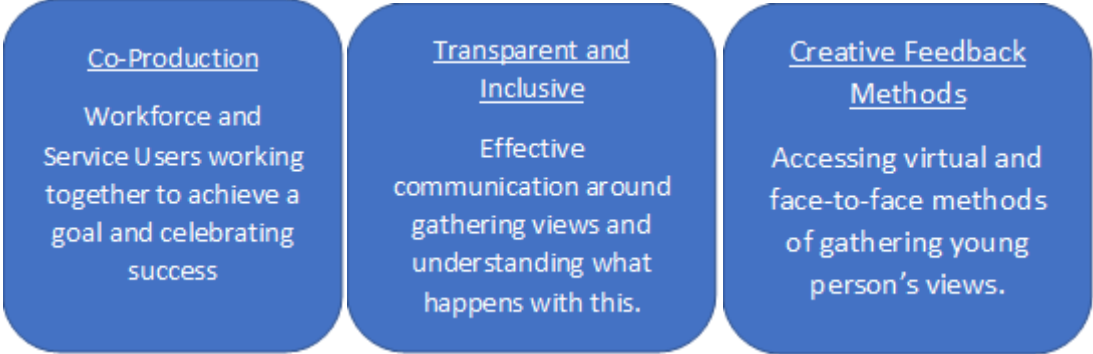 Co-Production
Workforce and
Service Users working
together to achieve a
goal and celebrating
success
Transparent and
Inclusive
Effective
communication around
gathering views and
understanding what
happens with this.
Creative Feedback
Methods
Accessing virtual and
face-to-face methods
of gathering young
person’s views.